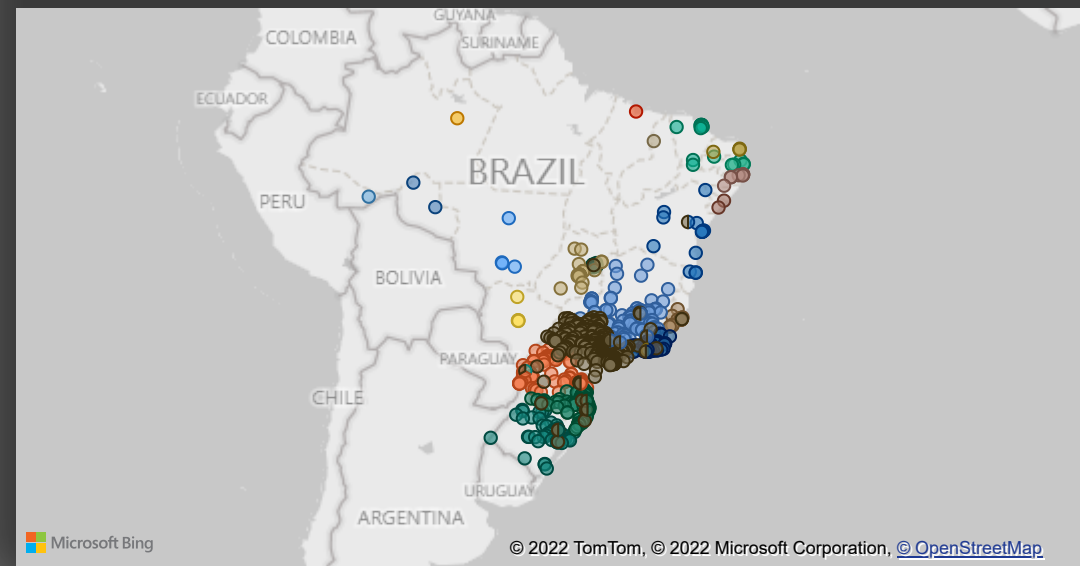 GUYANA
COLOMBIA
SURINAME
ECUADOR
BRAZIL
PERU
BOLIVIA
PARAGUAY
CHILE
URUGUAY
ARGENTINA
Microsoft Bing
© 2022 TomTom, © 2022 Microsoft Corporation, © OpenStreetMap